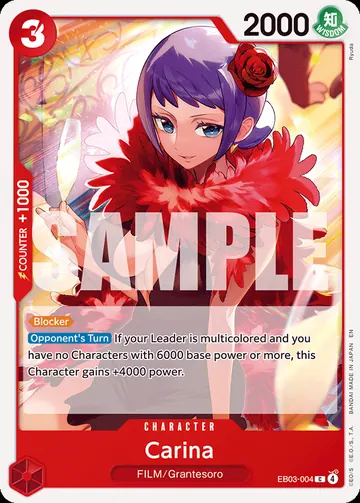 3
2000
知
WISDOM
Ryuda
COUNTER +1000
SAMPLE
Blocker
Opponent's Turn If your Leader is multicolored and you
have no Characters with 6000 base power or more, this
Character gains +4000 power.
CHARACTER
Carina
FILM/Grantesoro
EB03-004 C 4
©E.O./S. ©E.O./S., T.A. BANDAI MADE IN JAPAN EN